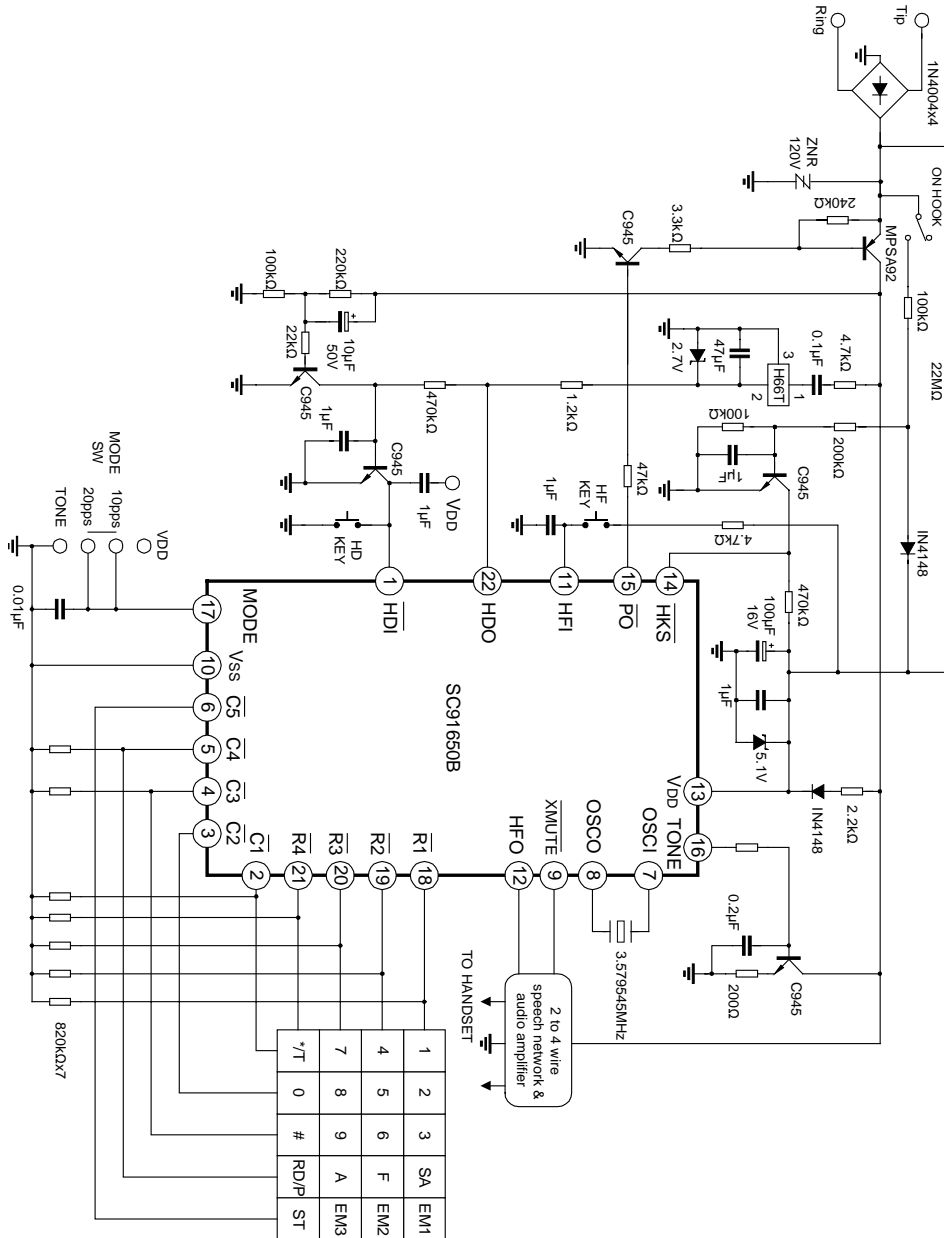 Tip
Ring
1N4004x4
ON HOOK
ZNR
120V
240kΩ
MPSA92
100kΩ
22MΩ
3.3kΩ
C945
4.7kΩ
0.1µF
H66T
1
2
3
47µF
2.7V
1.2kΩ
470kΩ
220kΩ
100kΩ
10µF
50V
22kΩ
C945
1µF
C945
1µF
VDD
HD
KEY
1µF
HF
KEY
47kΩ
4.7kΩ
200kΩ
100kΩ
1µF
C945
IN4148
470kΩ
100µF
16V
1µF
5.1V
IN4148
2.2kΩ
VDD
10pps
20pps
TONE
MODE
SW
0.01µF
SC91650B
1
HDI
22
HDO
11
HFI
15
PO
14
HKS
17
MODE
10
VSS
6
C5
5
C4
4
C3
3
C2
2
C1
21
R4
20
R3
19
R2
18
R1
12
HFO
9
XMUTE
8
OSCO
7
OSCI
16
TONE
13
VDD
3.579545MHz
0.2µF
200Ω
C945
2 to 4 wire
speech network &
audio amplifier
TO HANDSET
820kΩx7
1 2 3 SA EM1
4 5 6 F EM2
7 8 9 A EM3
*/T 0 # RD/P ST